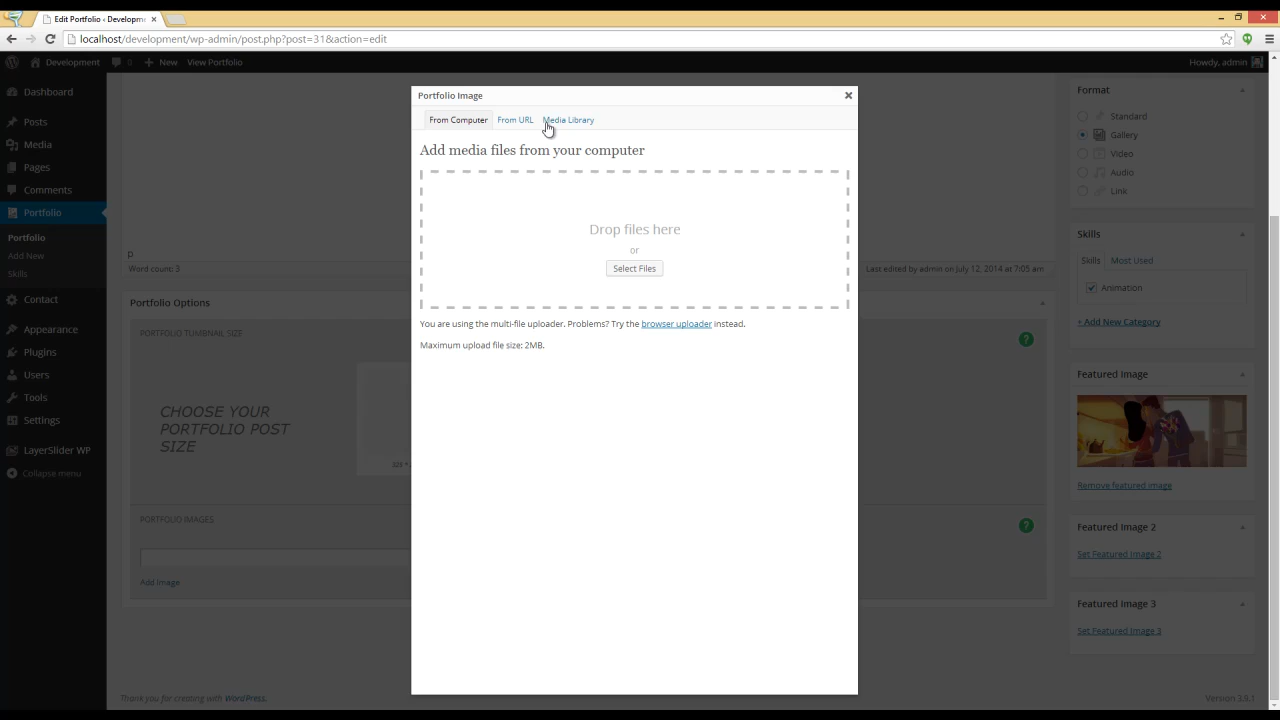 Edit Portfolio ‹ Developm
localhost/development/wp-admin/post.php?post=31&action=edit
Development 0 New View Portfolio Howdy, admin
Dashboard
Posts
Media
Pages
Comments
Portfolio
Portfolio
Add New
Skills
Contact
Appearance
Plugins
Users
Tools
Settings
LayerSlider WP
Collapse menu
p
Word count: 3
Last edited by admin on July 12, 2014 at 7:05 am
Portfolio Options
PORTFOLIO TUMBNAIL SIZE
CHOOSE YOUR
PORTFOLIO POST
SIZE
PORTFOLIO IMAGES
Add Image
Portfolio Image
From Computer From URL Media Library
Add media files from your computer
Drop files here
or
Select Files
You are using the multi-file uploader. Problems? Try the browser uploader instead.
Maximum upload file size: 2MB.
Format
Standard
Gallery
Video
Audio
Link
Skills
Skills Most Used
Animation
+ Add New Category
Featured Image
Remove featured image
Featured Image 2
Set Featured Image 2
Featured Image 3
Set Featured Image 3
Thank you for creating with WordPress.
Version 3.9.1